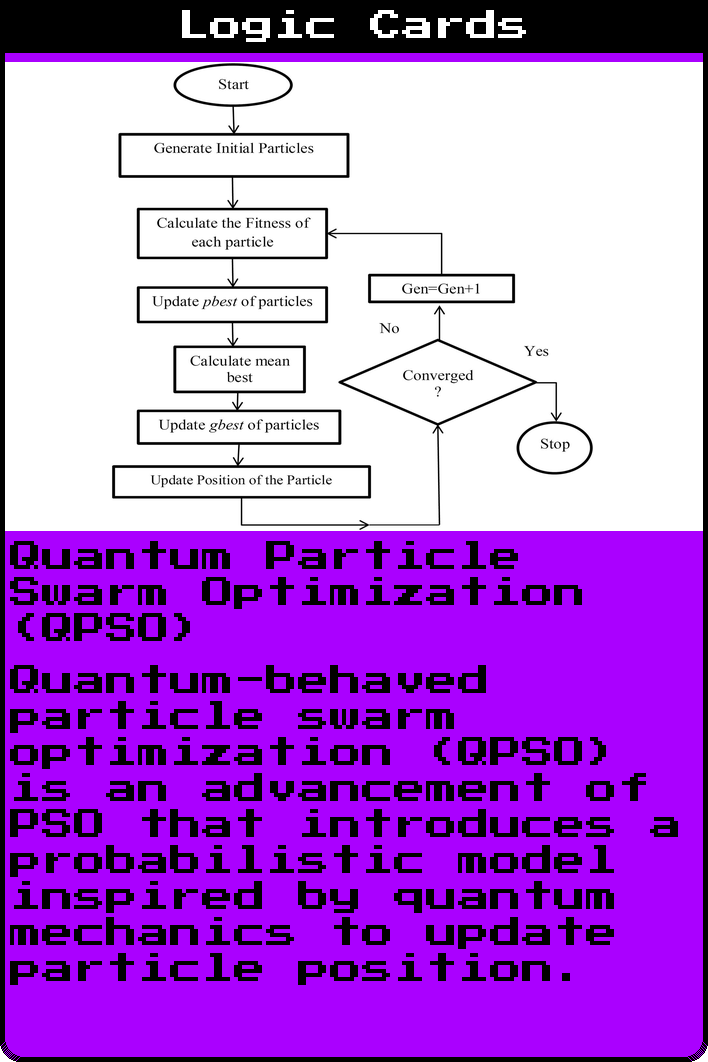 Logic Cards
Start
Generate Initial Particles
Calculate the Fitness of
each particle
Update pbest of particles
Calculate mean
best
Update gbest of particles
Update Position of the Particle
Gen=Gen+1
No
Yes
Converged
?
Stop
Quantum Particle
Swarm Optimization
(QPSO)
Quantum-behaved
particle swarm
optimization (QPSO)
is an advancement of
PSO that introduces a
probabilistic model
inspired by quantum
mechanics to update
particle position.